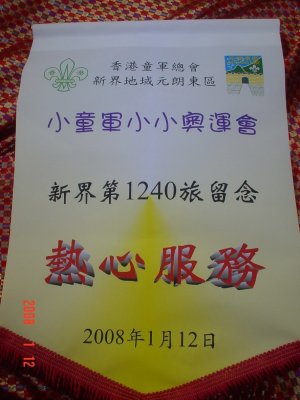 香港童軍總會
新界地域元朗東區
小童軍小小奧運會
新界第1240旅留念
熱心服務
2008年1月12日
2008 1 12